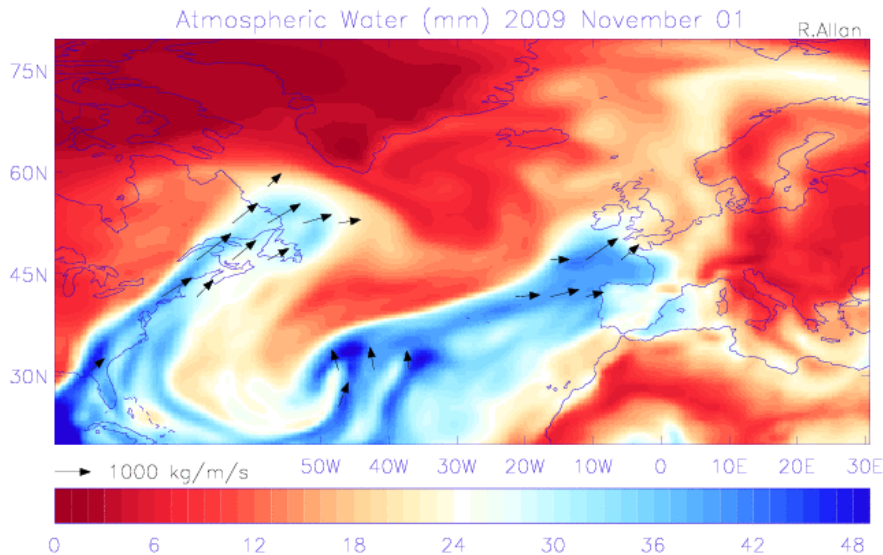 Atmospheric Water (mm) 2009 November 01
R.Allan
75N
60N
45N
30N
50W 40W 30W 20W 10W 0 10E 20E 30E
1000 kg/m/s
0 6 12 18 24 30 36 42 48